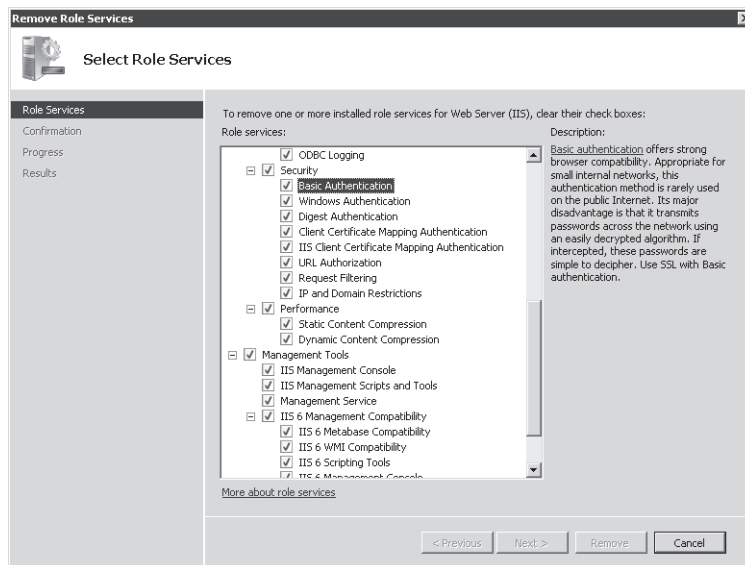 Remove Role Services
Select Role Services
Role Services
Confirmation
Progress
Results
To remove one or more installed role services for Web Server (IIS), clear their check boxes:
Role services:
ODBC Logging
Security
Basic Authentication
Windows Authentication
Digest Authentication
Client Certificate Mapping Authentication
IIS Client Certificate Mapping Authentication
URL Authorization
Request Filtering
IP and Domain Restrictions
Performance
Static Content Compression
Dynamic Content Compression
Management Tools
IIS Management Console
IIS Management Scripts and Tools
Management Service
IIS 6 Management Compatibility
IIS 6 Metabase Compatibility
IIS 6 WMI Compatibility
IIS 6 Scripting Tools
IIS 6 Management Console
More about role services
Description:
Basic authentication offers strong
browser compatibility. Appropriate for
small internal networks, this
authentication method is rarely used
on the public Internet. Its major
disadvantage is that it transmits
passwords across the network using
an easily decrypted algorithm. If
intercepted, these passwords are
simple to decipher. Use SSL with Basic
authentication.
< Previous
Next >
Remove
Cancel